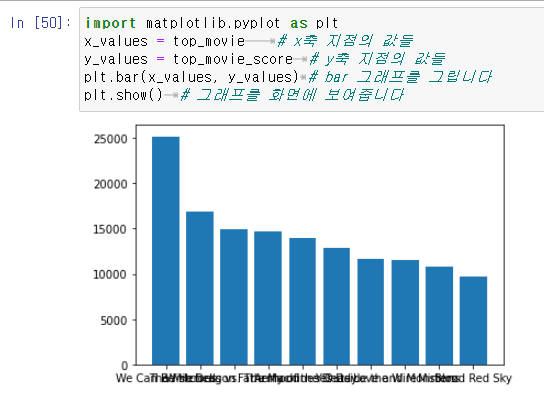 In [50]: import matplotlib.pyplot as plt
x_values = top_movie # x축 지점의 값들
y_values = top_movie_score # y축 지점의 값들
plt.bar(x_values, y_values) # bar 그래프를 그립니다
plt.show() # 그래프를 화면에 보여줍니다
25000
20000
15000
10000
5000
0
We Can Red Sky